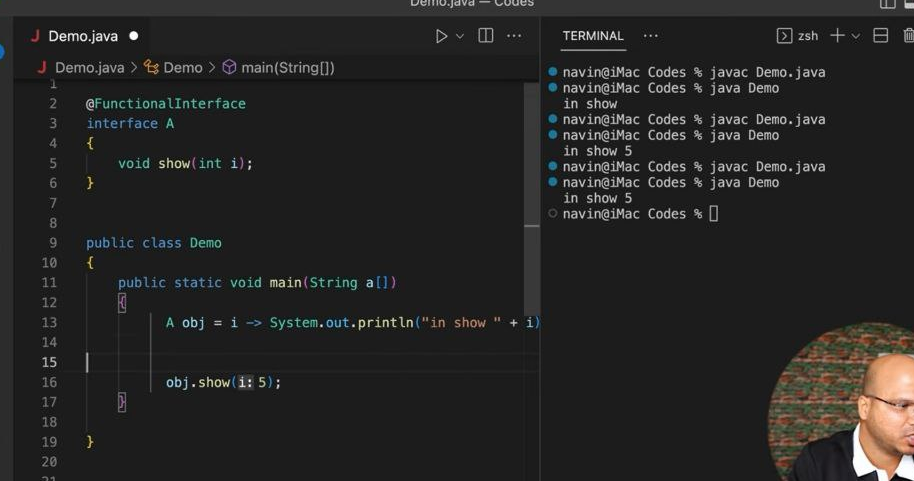 Demo.java — Codes
J Demo.java
J Demo.java > Demo > main(String[])
1
2 @FunctionalInterface
3 interface A
4 {
5 void show(int i);
6 }
7
8
9 public class Demo
10 {
11 public static void main(String a[])
12 {
13 A obj = i -> System.out.println("in show " + i)
14
15
16 obj.show(i: 5);
17 }
18
19 }
20
21
TERMINAL ... zsh
navin@iMac Codes % javac Demo.java
navin@iMac Codes % java Demo
in show
navin@iMac Codes % javac Demo.java
navin@iMac Codes % java Demo
in show 5
navin@iMac Codes % javac Demo.java
navin@iMac Codes % java Demo
in show 5
navin@iMac Codes %